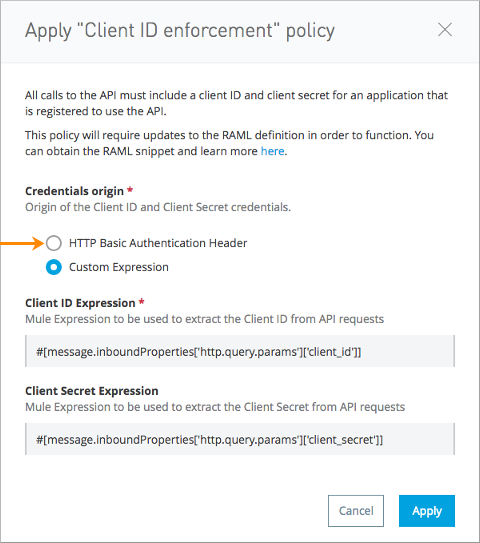 Apply "Client ID enforcement" policy
All calls to the API must include a client ID and client secret for an application that
is registered to use the API.
This policy will require updates to the RAML definition in order to function. You
can obtain the RAML snippet and learn more here.
Credentials origin *
Origin of the Client ID and Client Secret credentials.
HTTP Basic Authentication Header
Custom Expression
Client ID Expression *
Mule Expression to be used to extract the Client ID from API requests
#[message.inboundProperties['http.query.params']['client_id']]
Client Secret Expression
Mule Expression to be used to extract the Client Secret from API requests
#[message.inboundProperties['http.query.params']['client_secret']]
Cancel
Apply